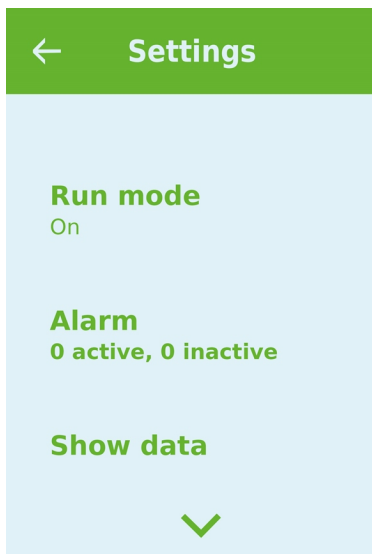 Settings
Run mode
On
Alarm
0 active, 0 inactive
Show data